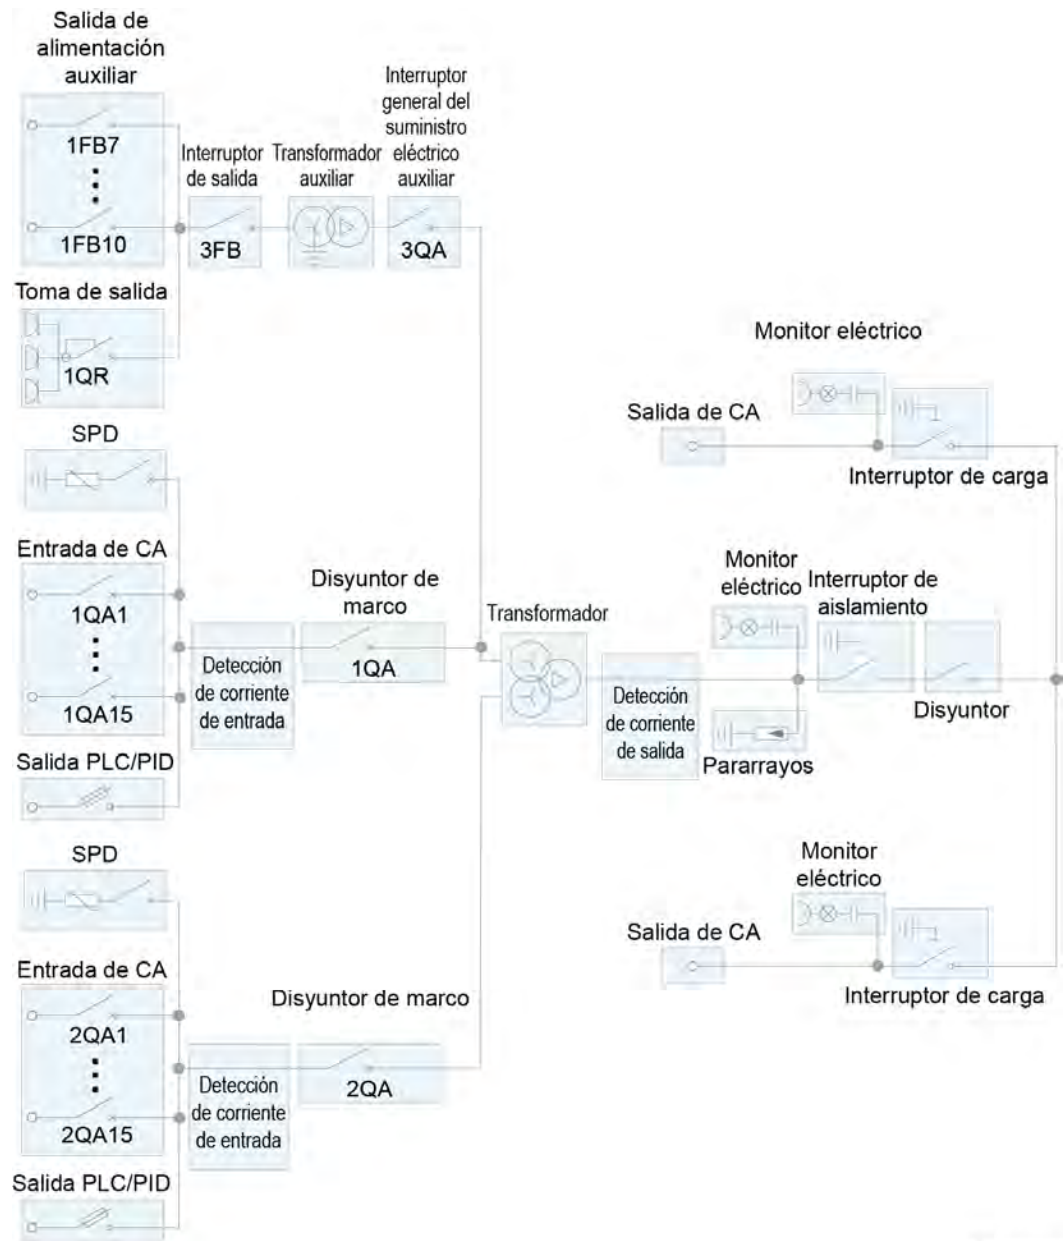 Salida de
alimentación
auxiliar
1FB7
1FB10
Interruptor
de salida
3FB
Transformador
auxiliar
Interruptor
general del
suministro
eléctrico
auxiliar
3QA
Toma de salida
1QR
SPD
Entrada de CA
1QA1
1QA15
Salida PLC/PID
Detección
de corriente
de entrada
Disyuntor de
marco
1QA
Transformador
Detección
de corriente
de salida
Monitor
eléctrico
Pararrayos
Interruptor de
aislamiento
Disyuntor
Monitor eléctrico
Salida de CA
Interruptor de carga
SPD
Entrada de CA
2QA1
2QA15
Salida PLC/PID
Detección
de corriente
de entrada
Disyuntor de marco
2QA
Monitor
eléctrico
Salida de CA
Interruptor de carga